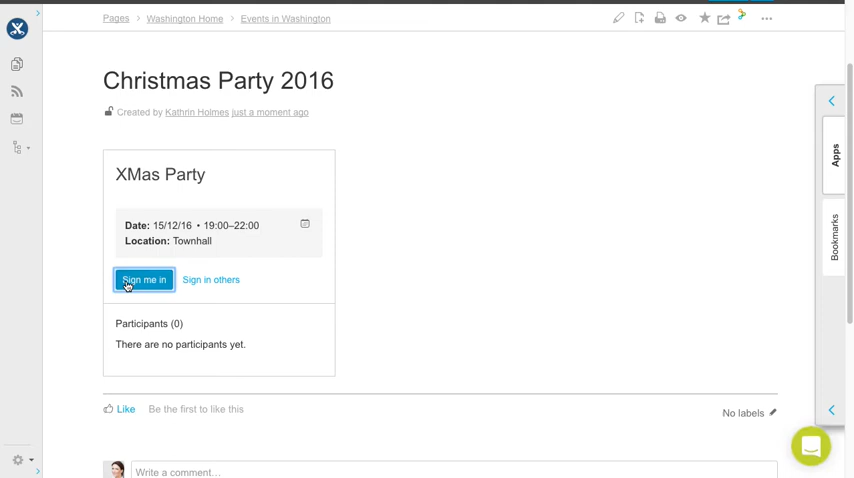 Pages > Washington Home > Events in Washington
Christmas Party 2016
Created by Kathrin Holmes just a moment ago
XMas Party
Date: 15/12/16 • 19:00–22:00
Location: Townhall
Sign me in Sign in others
Participants (0)
There are no participants yet.
Like Be the first to like this
No labels
Write a comment…
Apps
Bookmarks